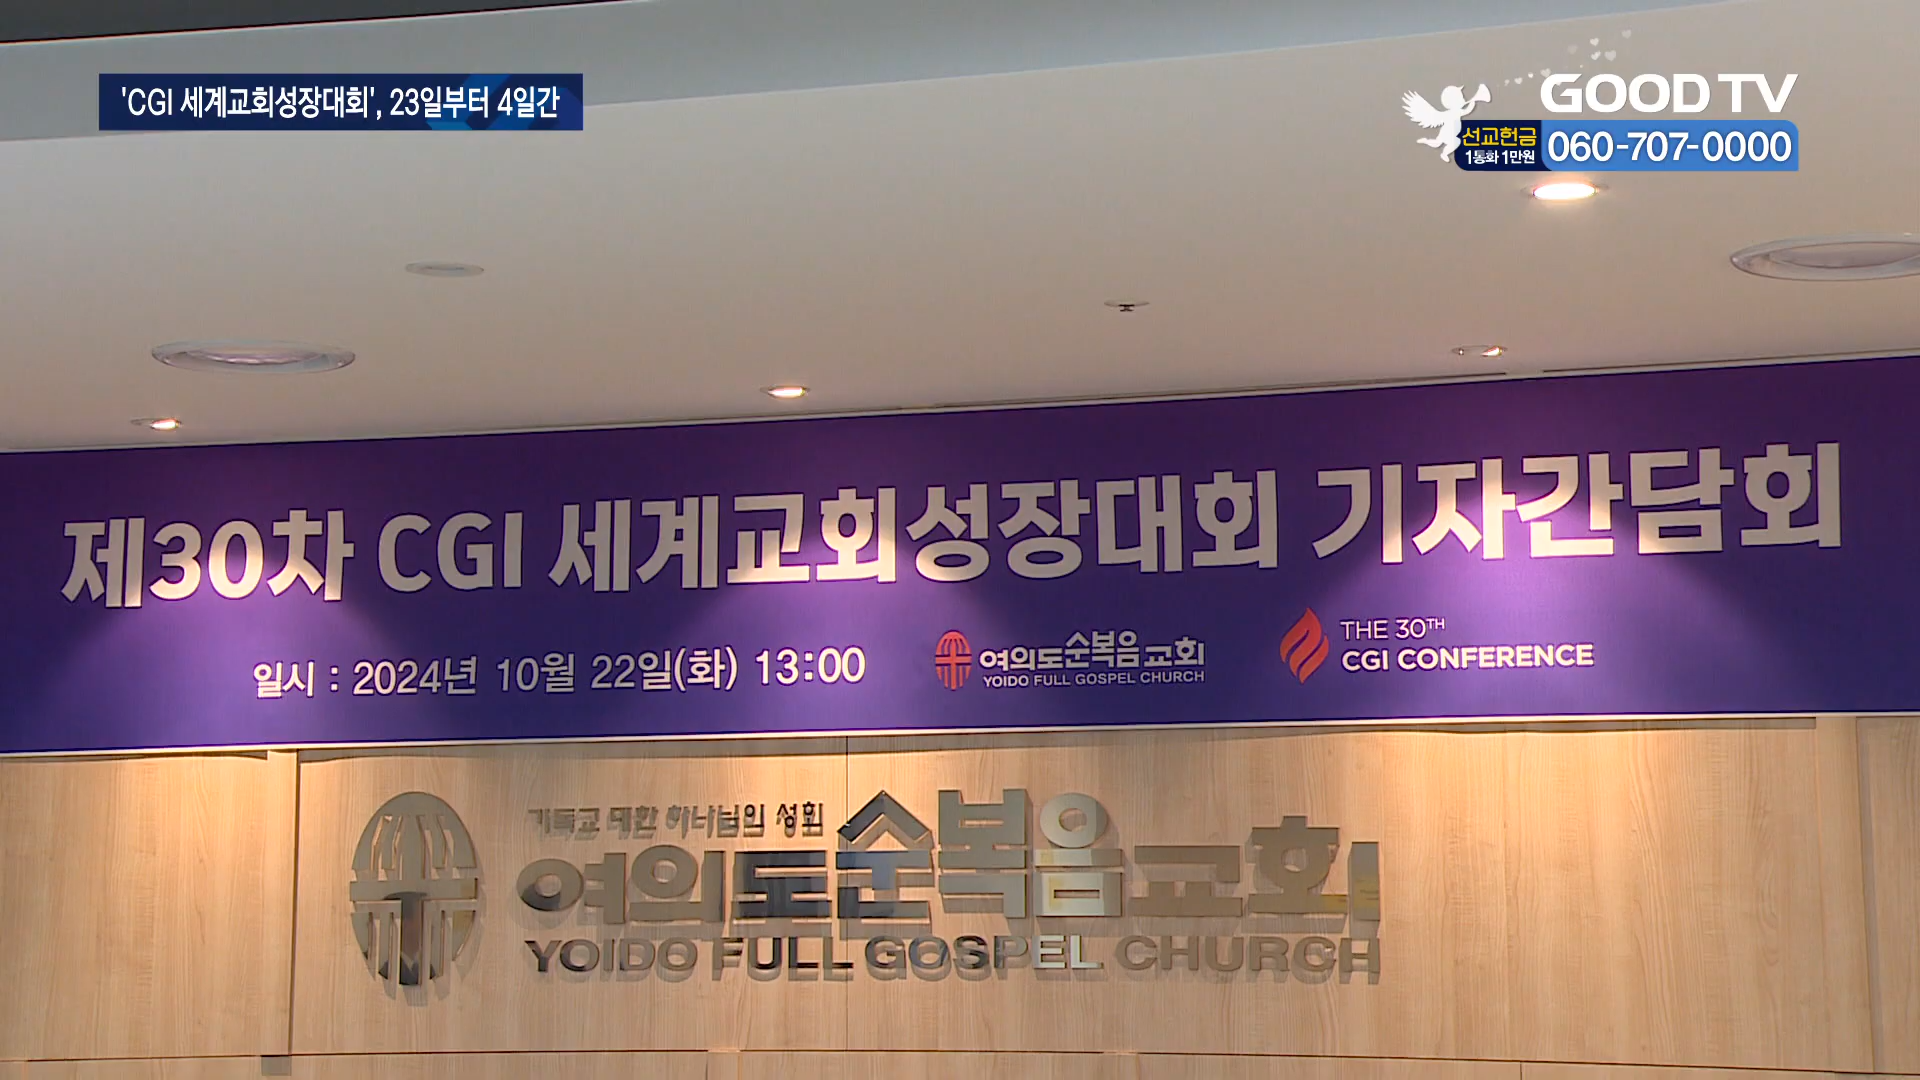 'CGI 세계교회성장대회', 23일부터 4일간
GOOD TV
선교헌금
1통화 1만원
060-707-0000
제30차 CGI 세계교회성장대회 기자간담회
일시 : 2024년 10월 22일(화) 13:00
여의도순복음교회
YOIDO FULL GOSPEL CHURCH
THE 30TH
CGI CONFERENCE
기독교 대한 하나님의 성회
여의도순복음교회
YOIDO FULL GOSPEL CHURCH